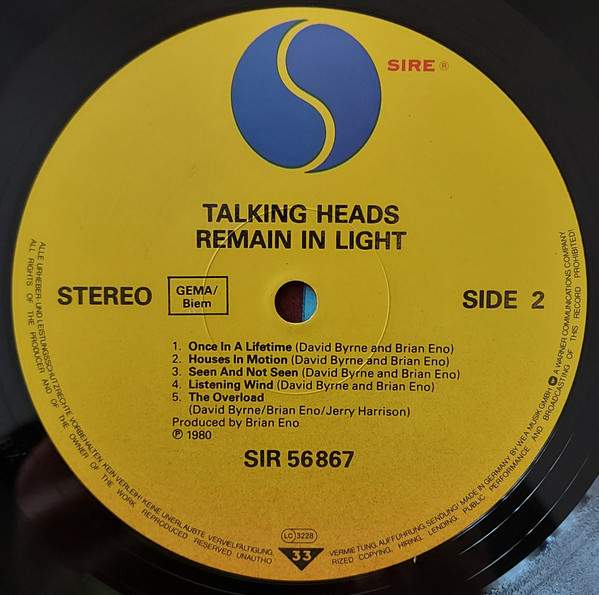 SIRE ®
TALKING HEADS
REMAIN IN LIGHT
STEREO
GEMA/
Biem
SIDE 2
1. Once In A Lifetime (David Byrne and Brian Eno)
2. Houses In Motion (David Byrne and Brian Eno)
3. Seen And Not Seen (David Byrne and Brian Eno)
4. Listening Wind (David Byrne and Brian Eno)
5. The Overload
(David Byrne/Brian Eno/Jerry Harrison)
Produced by Brian Eno
℗ 1980
SIR 56 867
LC 3228
33
ALLE URHEBER- UND LEISTUNGSSCHUTZRECHTE VORBEHALTEN. KEIN VERLEIH! KEINE UNERLAUBTE VERVIELFÄLTIGUNG, VERMIETUNG, AUFFÜHRUNG, SENDUNG! MADE IN GERMANY BY WEA MUSIK GMBH A WARNER COMMUNICATIONS COMPANY
ALL RIGHTS OF THE PRODUCER AND OF THE OWNER OF THE WORK REPRODUCED RESERVED. UNAUTHORIZED COPYING, HIRING, LENDING, PUBLIC PERFORMANCE AND BROADCASTING OF THIS RECORD PROHIBITED!